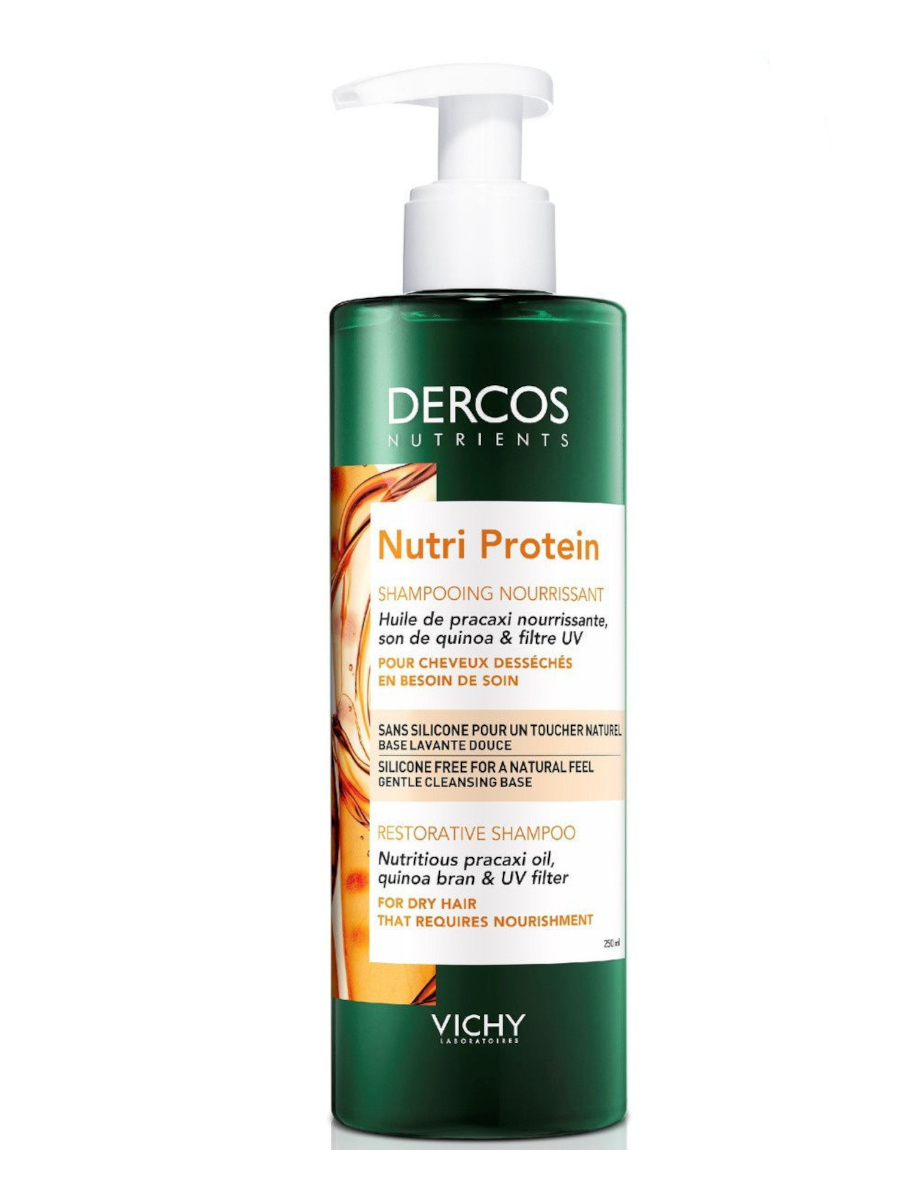 DERCOS
NUTRIENTS
Nutri Protein
SHAMPOOING NOURRISSANT
Huile de pracaxi nourrissante,
son de quinoa & filtre UV
POUR CHEVEUX DESSÉCHÉS
EN BESOIN DE SOIN
SANS SILICONE POUR UN TOUCHER NATUREL
BASE LAVANTE DOUCE
SILICONE FREE FOR A NATURAL FEEL
GENTLE CLEANSING BASE
RESTORATIVE SHAMPOO
Nutritious pracaxi oil,
quinoa bran & UV filter
FOR DRY HAIR
THAT REQUIRES NOURISHMENT
250 ml
VICHY
LABORATOIRES